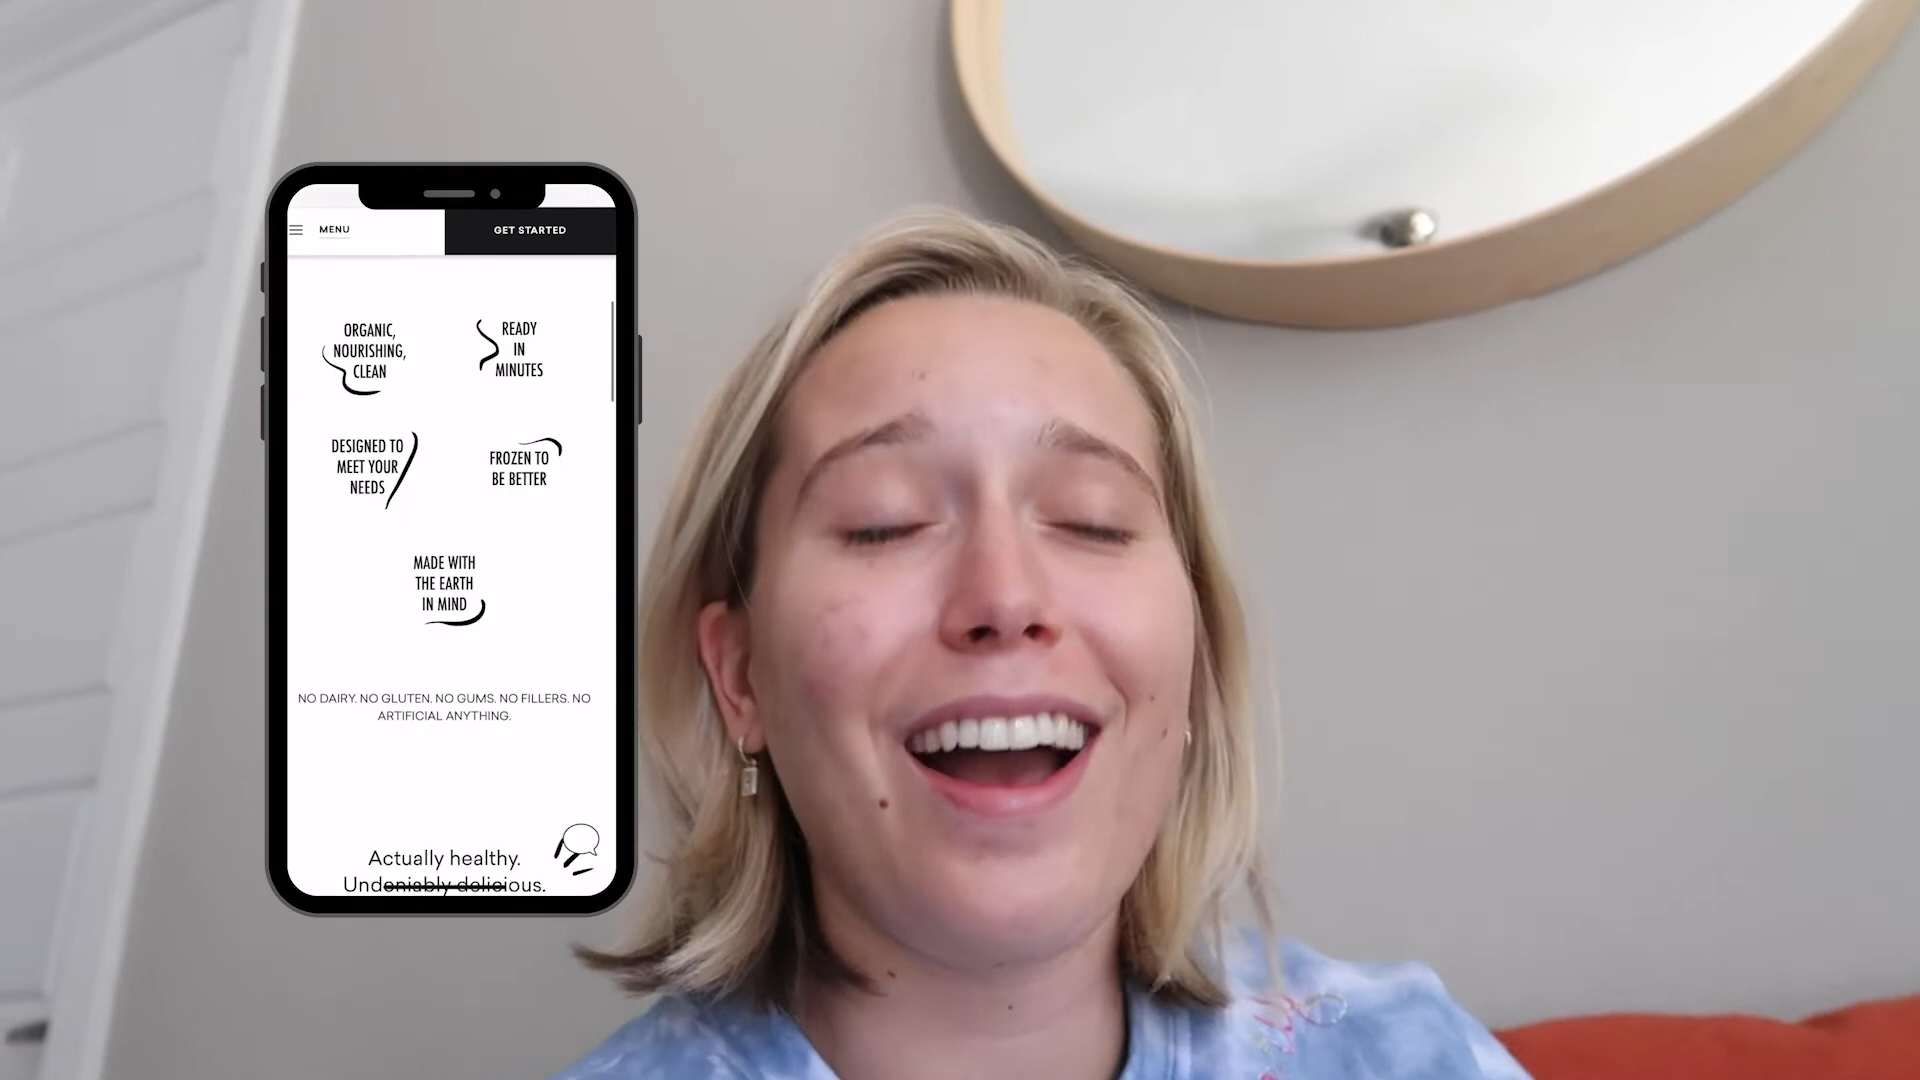 MENU
GET STARTED
ORGANIC,
NOURISHING,
CLEAN
READY
IN
MINUTES
DESIGNED TO
MEET YOUR
NEEDS
FROZEN TO
BE BETTER
MADE WITH
THE EARTH
IN MIND
NO DAIRY. NO GLUTEN. NO GUMS. NO FILLERS. NO
ARTIFICIAL ANYTHING.
Actually healthy.
Undeniably delicious.